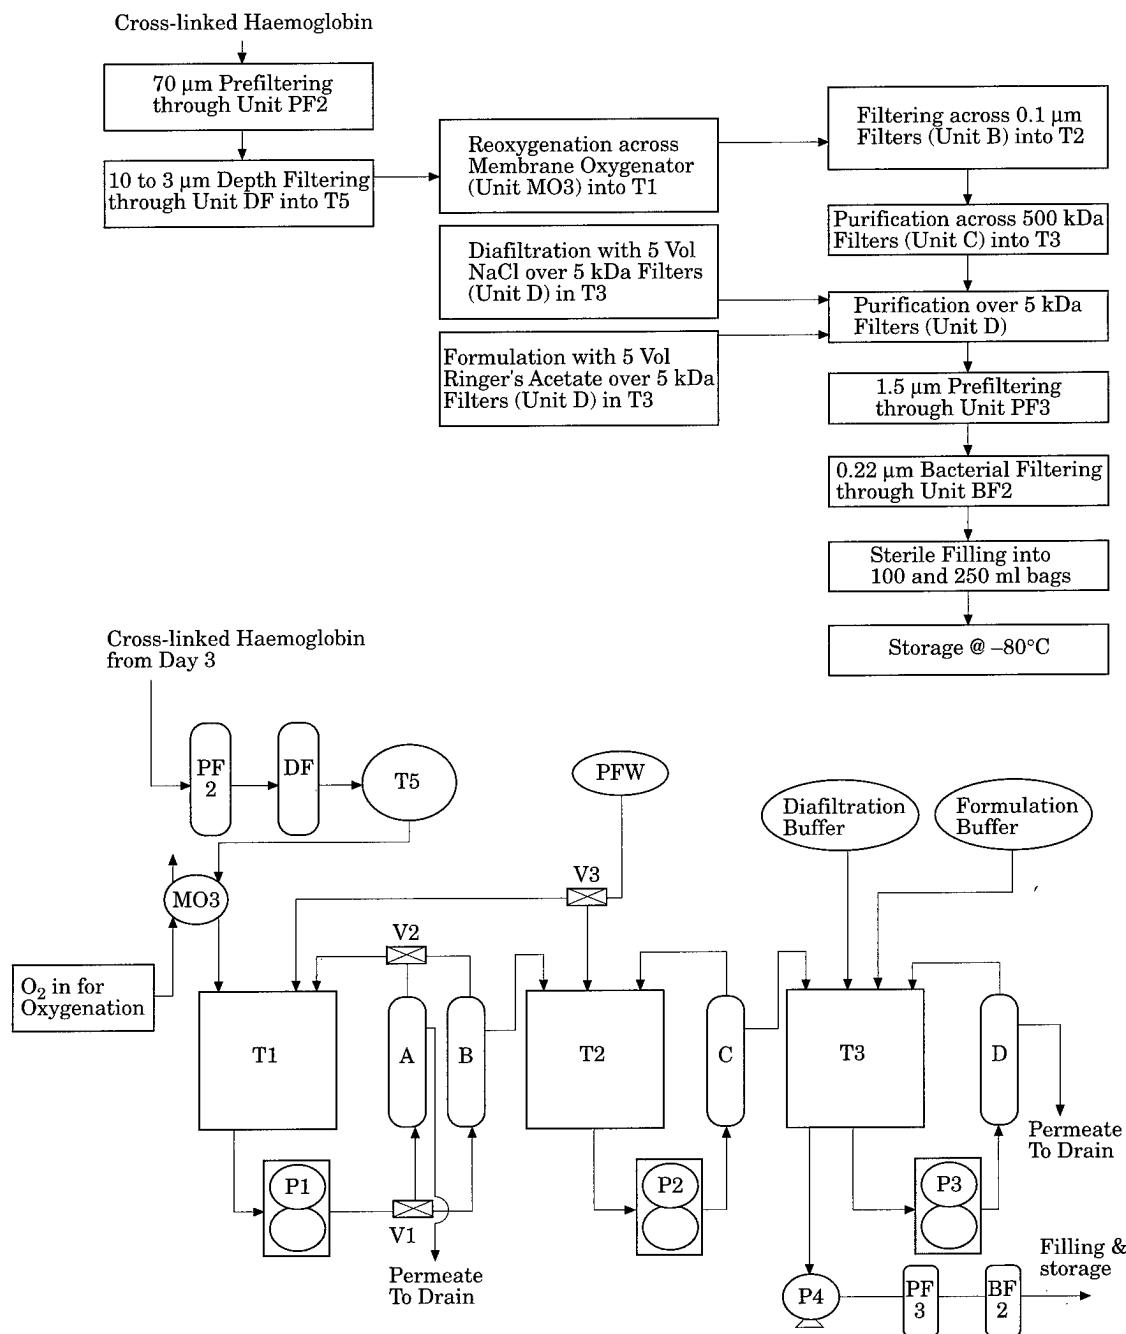 Cross-linked Haemoglobin
70 µm Prefiltering
through Unit PF2
10 to 3 µm Depth Filtering
through Unit DF into T5
Reoxygenation across
Membrane Oxygenator
(Unit MO3) into T1
Diafiltration with 5 Vol
NaCl over 5 kDa Filters
(Unit D) in T3
Formulation with 5 Vol
Ringer's Acetate over 5 kDa
Filters (Unit D) in T3
Filtering across 0.1 µm
Filters (Unit B) into T2
Purification across 500 kDa
Filters (Unit C) into T3
Purification over 5 kDa
Filters (Unit D)
1.5 µm Prefiltering
through Unit PF3
0.22 µm Bacterial Filtering
through Unit BF2
Sterile Filling into
100 and 250 ml bags
Storage @ –80°C
Cross-linked Haemoglobin
from Day 3
PF
2
DF
T5
PFW
Diafiltration
Buffer
Formulation
Buffer
MO3
V3
V2
O2 in for
Oxygenation
T1
A
B
T2
C
T3
D
Permeate
To Drain
P1
V1
P2
P3
Permeate
To Drain
Filling &
storage
P4
PF
3
BF
2